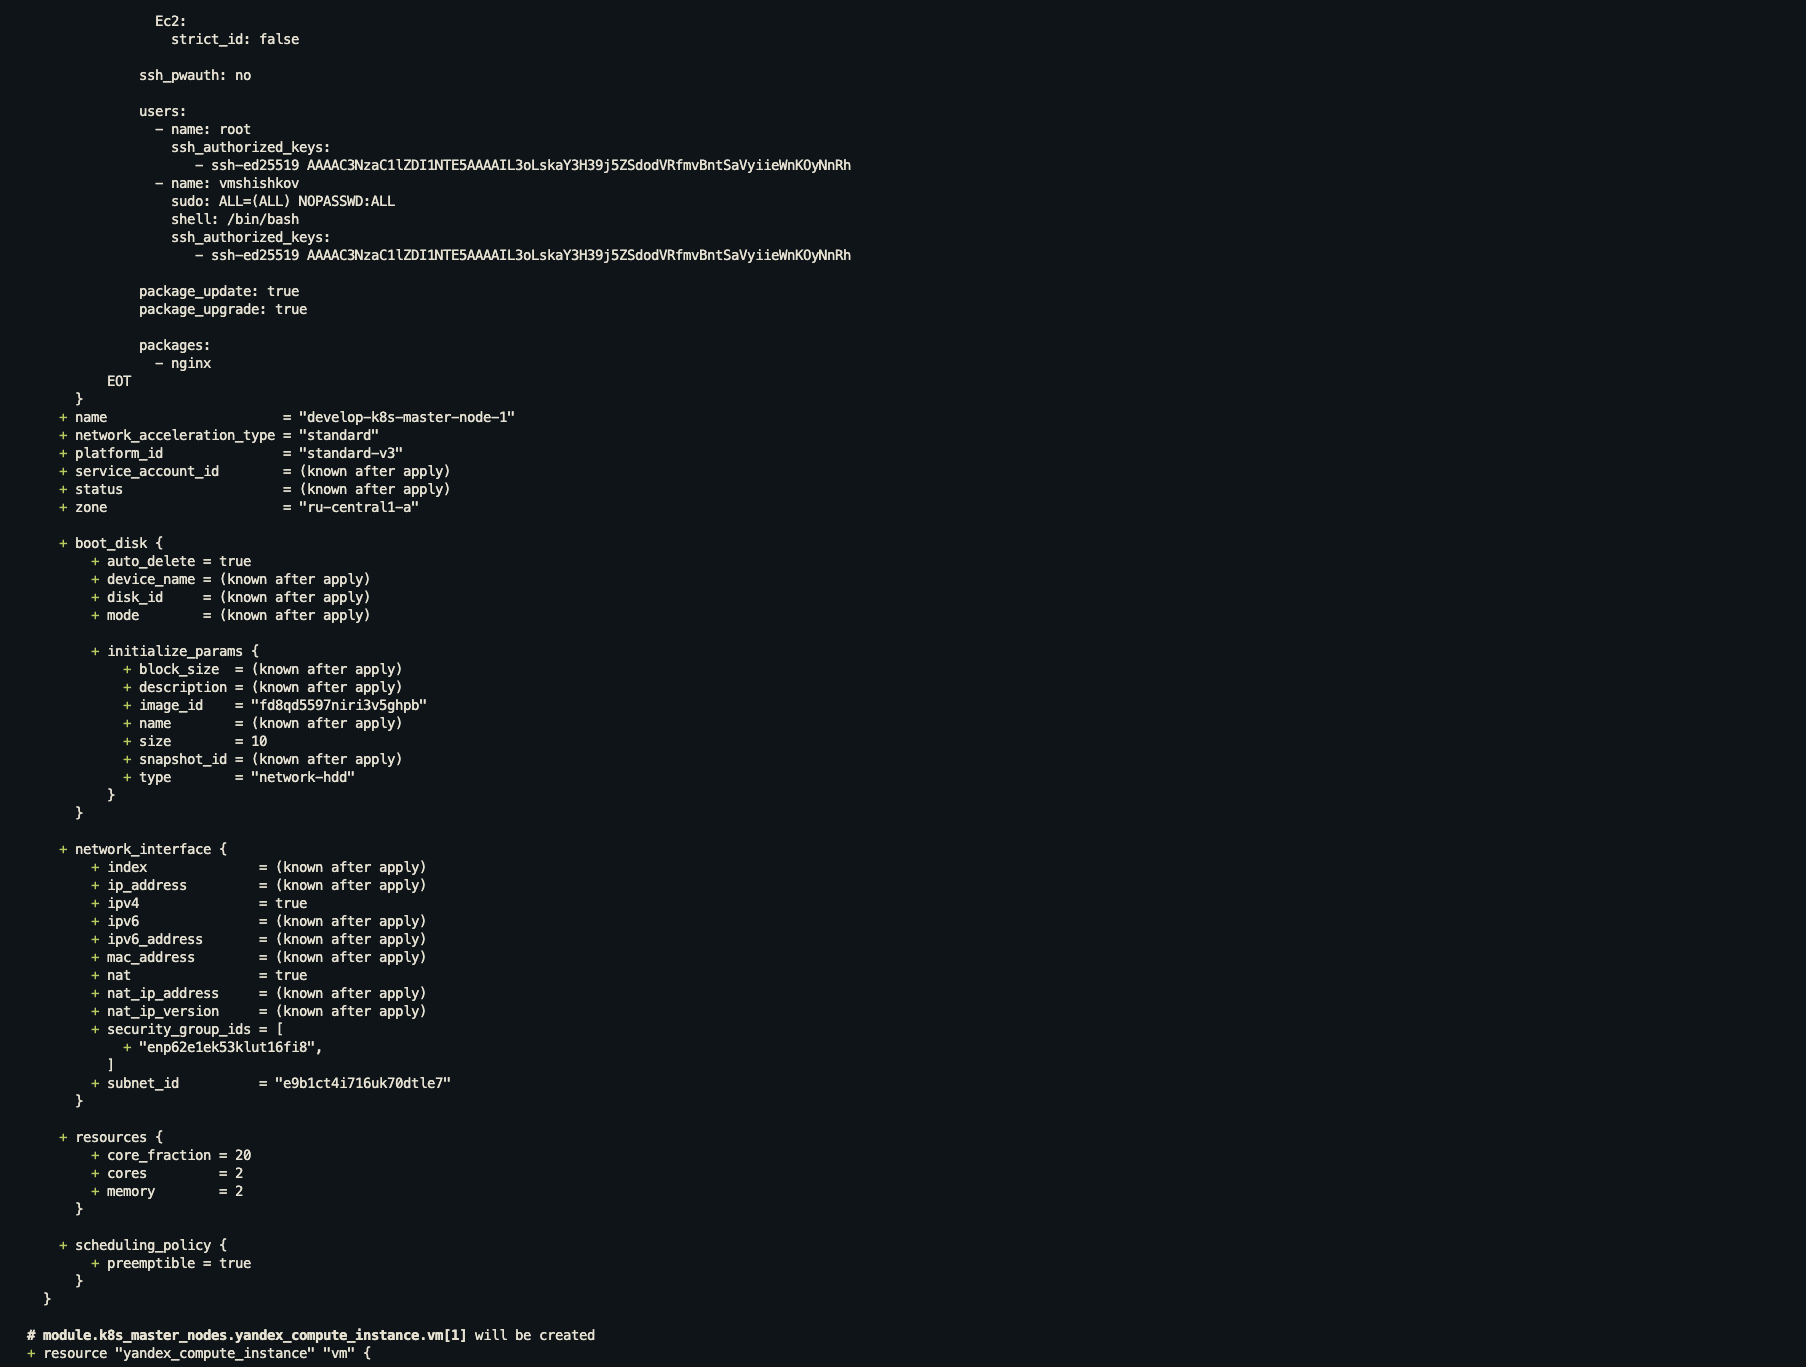 Ec2:
strict_id: false
ssh_pwauth: no
users:
- name: root
ssh_authorized_keys:
- ssh-ed25519 AAAAC3NzaC1lZDI1NTE5AAAAIL3oLskaY3H39j5ZSdodVRfmvBntSaVyiieWnKOyNnRh
- name: vmshishkov
sudo: ALL=(ALL) NOPASSWD:ALL
shell: /bin/bash
ssh_authorized_keys:
- ssh-ed25519 AAAAC3NzaC1lZDI1NTE5AAAAIL3oLskaY3H39j5ZSdodVRfmvBntSaVyiieWnKOyNnRh
package_update: true
package_upgrade: true
packages:
- nginx
EOT
}
+ name = "develop-k8s-master-node-1"
+ network_acceleration_type = "standard"
+ platform_id = "standard-v3"
+ service_account_id = (known after apply)
+ status = (known after apply)
+ zone = "ru-central1-a"
+ boot_disk {
+ auto_delete = true
+ device_name = (known after apply)
+ disk_id = (known after apply)
+ mode = (known after apply)
+ initialize_params {
+ block_size = (known after apply)
+ description = (known after apply)
+ image_id = "fd8qd5597niri3v5ghpb"
+ name = (known after apply)
+ size = 10
+ snapshot_id = (known after apply)
+ type = "network-hdd"
}
}
+ network_interface {
+ index = (known after apply)
+ ip_address = (known after apply)
+ ipv4 = true
+ ipv6 = (known after apply)
+ ipv6_address = (known after apply)
+ mac_address = (known after apply)
+ nat = true
+ nat_ip_address = (known after apply)
+ nat_ip_version = (known after apply)
+ security_group_ids = [
+ "enp62e1ek53klut16fi8",
]
+ subnet_id = "e9b1ct4i716uk70dtle7"
}
+ resources {
+ core_fraction = 20
+ cores = 2
+ memory = 2
}
+ scheduling_policy {
+ preemptible = true
}
}
# module.k8s_master_nodes.yandex_compute_instance.vm[1] will be created
+ resource "yandex_compute_instance" "vm" {